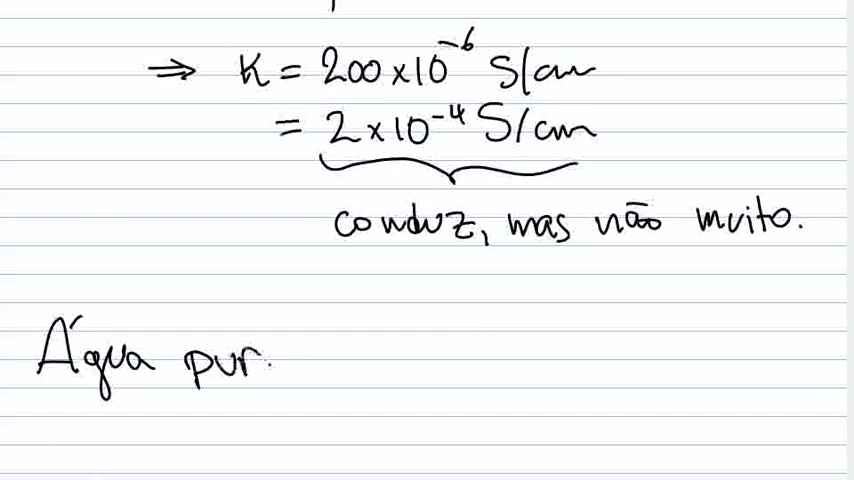 ⇒ K = 200 x 10⁻⁶ S/cm
= 2 x 10⁻⁴ S/cm
conduz, mas não muito.
Água pur